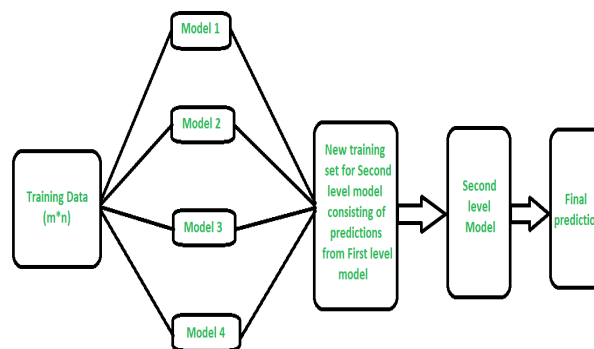 Model 1
Model 2
Training Data
(m*n)
Model 3
Model 4
New training
set for Second
level model
consisting of
predictions
from First level
model
Second
level
Model
Final
prediction